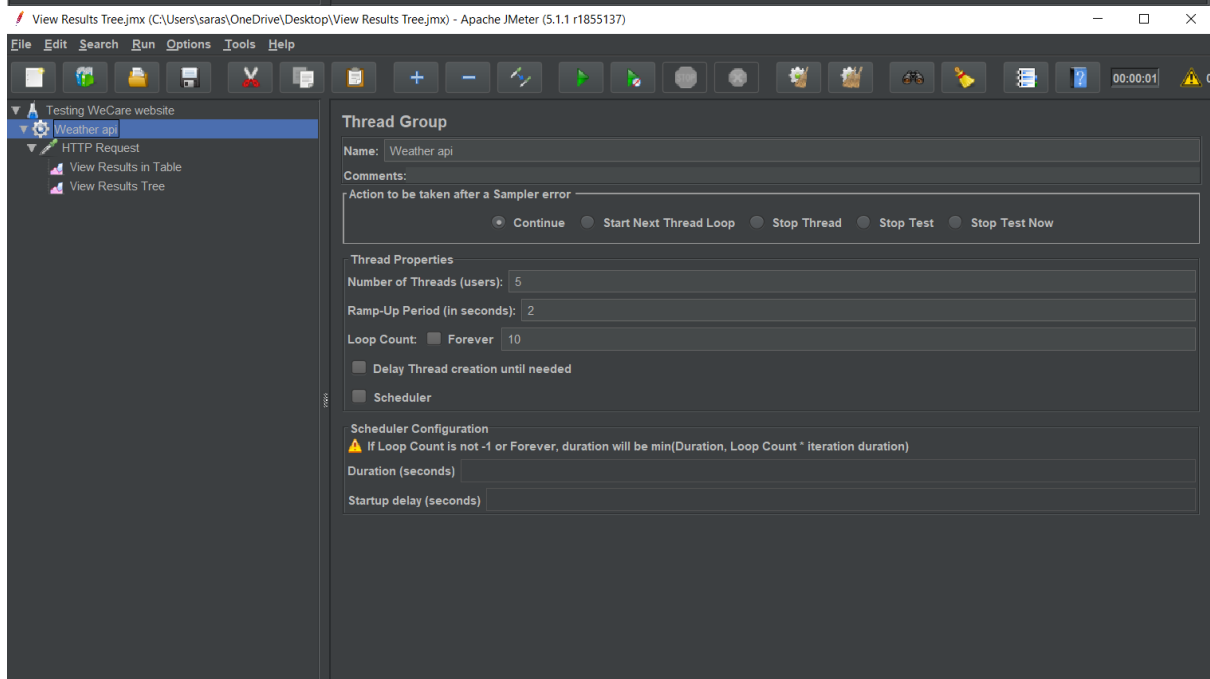 View Results Tree.jmx (C:\Users\saras\OneDrive\Desktop\View Results Tree.jmx) - Apache JMeter (5.1.1 r1855137)
File Edit Search Run Options Tools Help
00:00:01
Testing WeCare website
Weather api
HTTP Request
View Results in Table
View Results Tree
Thread Group
Name: Weather api
Comments:
Action to be taken after a Sampler error
Continue Start Next Thread Loop Stop Thread Stop Test Stop Test Now
Thread Properties
Number of Threads (users): 5
Ramp-Up Period (in seconds): 2
Loop Count: Forever 10
Delay Thread creation until needed
Scheduler
Scheduler Configuration
If Loop Count is not -1 or Forever, duration will be min(Duration, Loop Count * iteration duration)
Duration (seconds)
Startup delay (seconds)